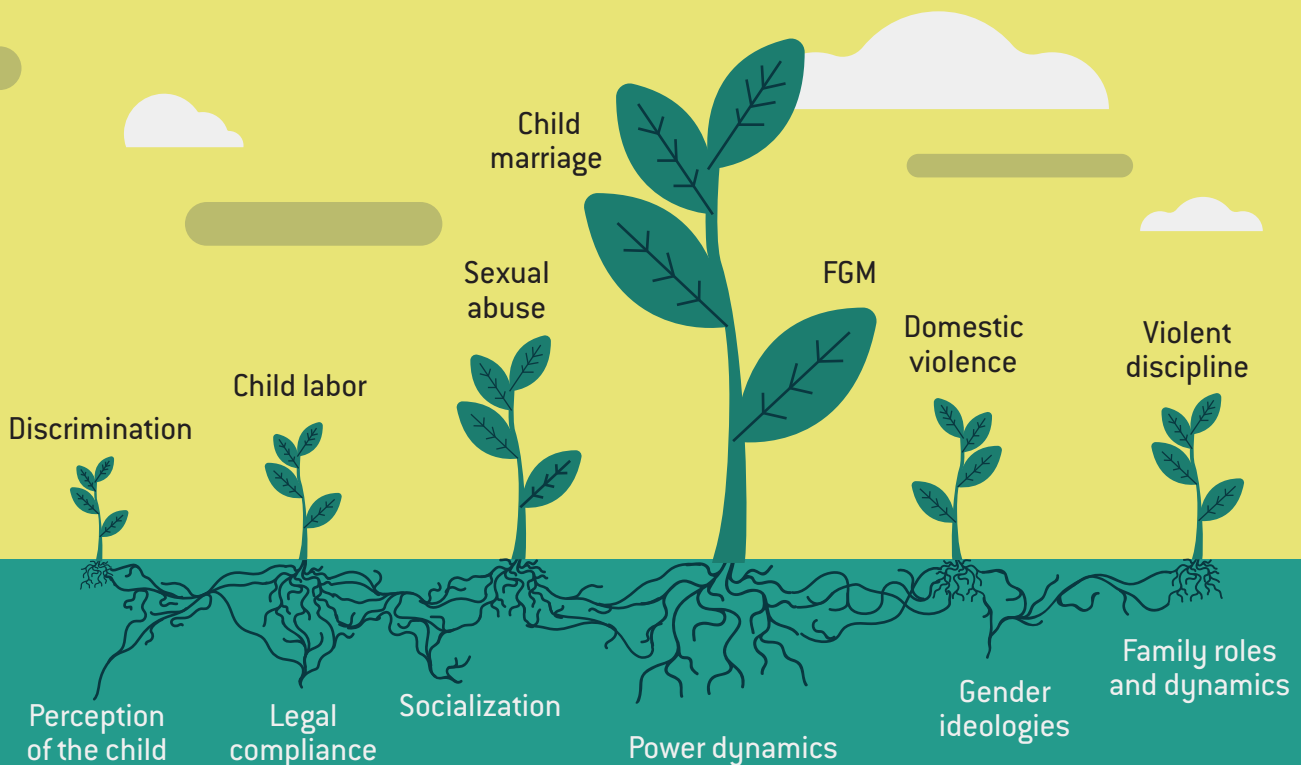 Child
marriage
Sexual
abuse
FGM
Domestic
violence
Violent
discipline
Child labor
Discrimination
Perception
of the child
Legal
compliance
Socialization
Power dynamics
Gender
ideologies
Family roles
and dynamics